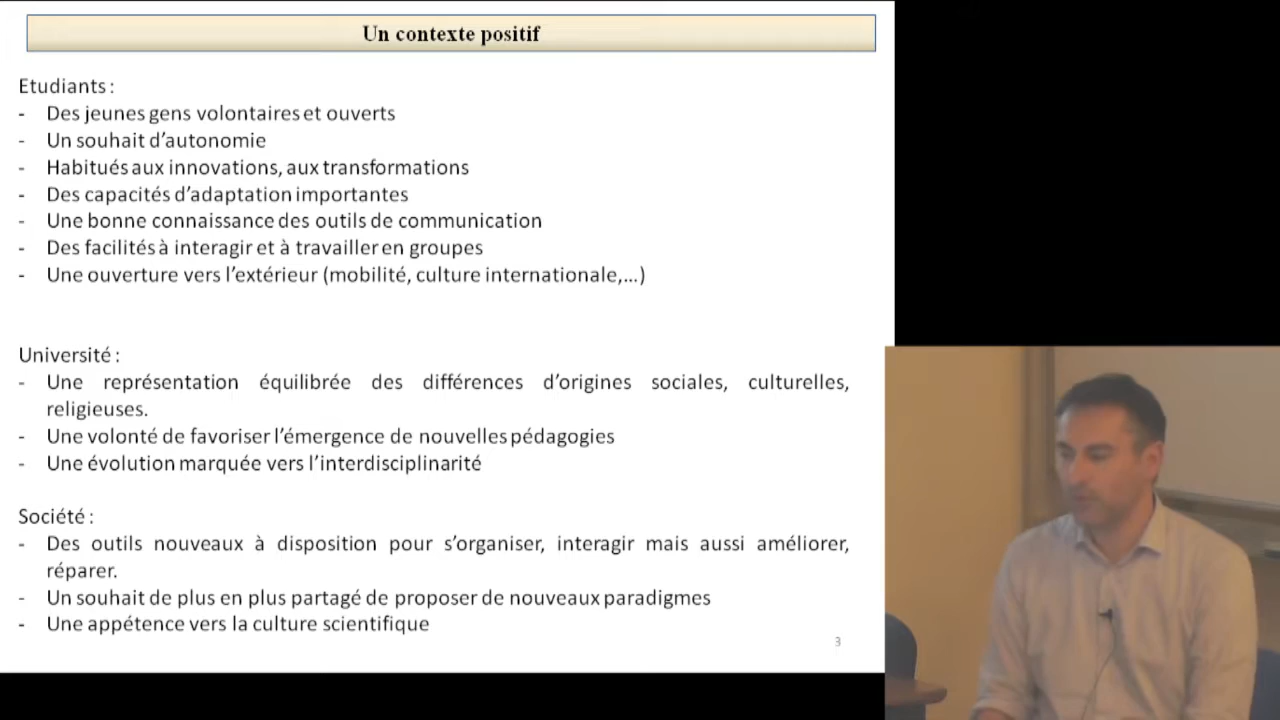 Un contexte positif
Etudiants :
- Des jeunes gens volontaires et ouverts
- Un souhait d'autonomie
- Habitués aux innovations, aux transformations
- Des capacités d'adaptation importantes
- Une bonne connaissance des outils de communication
- Des facilités à interagir et à travailler en groupes
- Une ouverture vers l'extérieur (mobilité, culture internationale,...)
Université :
- Une représentation équilibrée des différences d'origines sociales, culturelles,
religieuses.
- Une volonté de favoriser l'émergence de nouvelles pédagogies
- Une évolution marquée vers l'interdisciplinarité
Société :
- Des outils nouveaux à disposition pour s'organiser, interagir mais aussi améliorer,
réparer.
- Un souhait de plus en plus partagé de proposer de nouveaux paradigmes
- Une appétence vers la culture scientifique
3